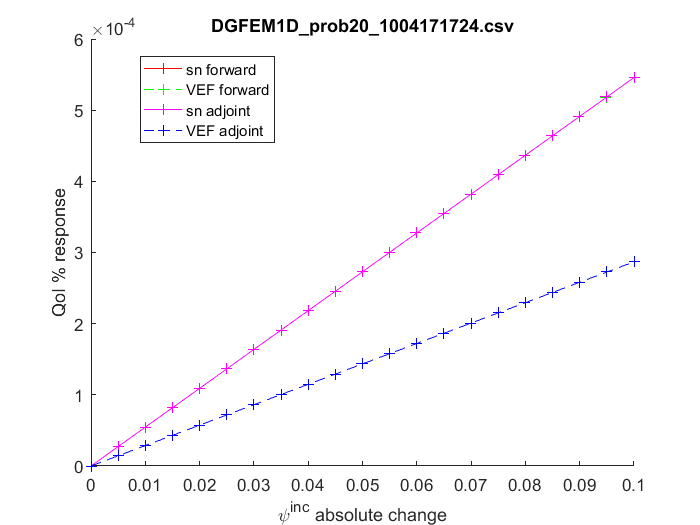 DGFEM1D_prob20_1004171724.csv
×10⁻⁴
6
5
4
3
2
1
0
QoI % response
sn forward
VEF forward
sn adjoint
VEF adjoint
0 0.01 0.02 0.03 0.04 0.05 0.06 0.07 0.08 0.09 0.1
ψ^inc absolute change